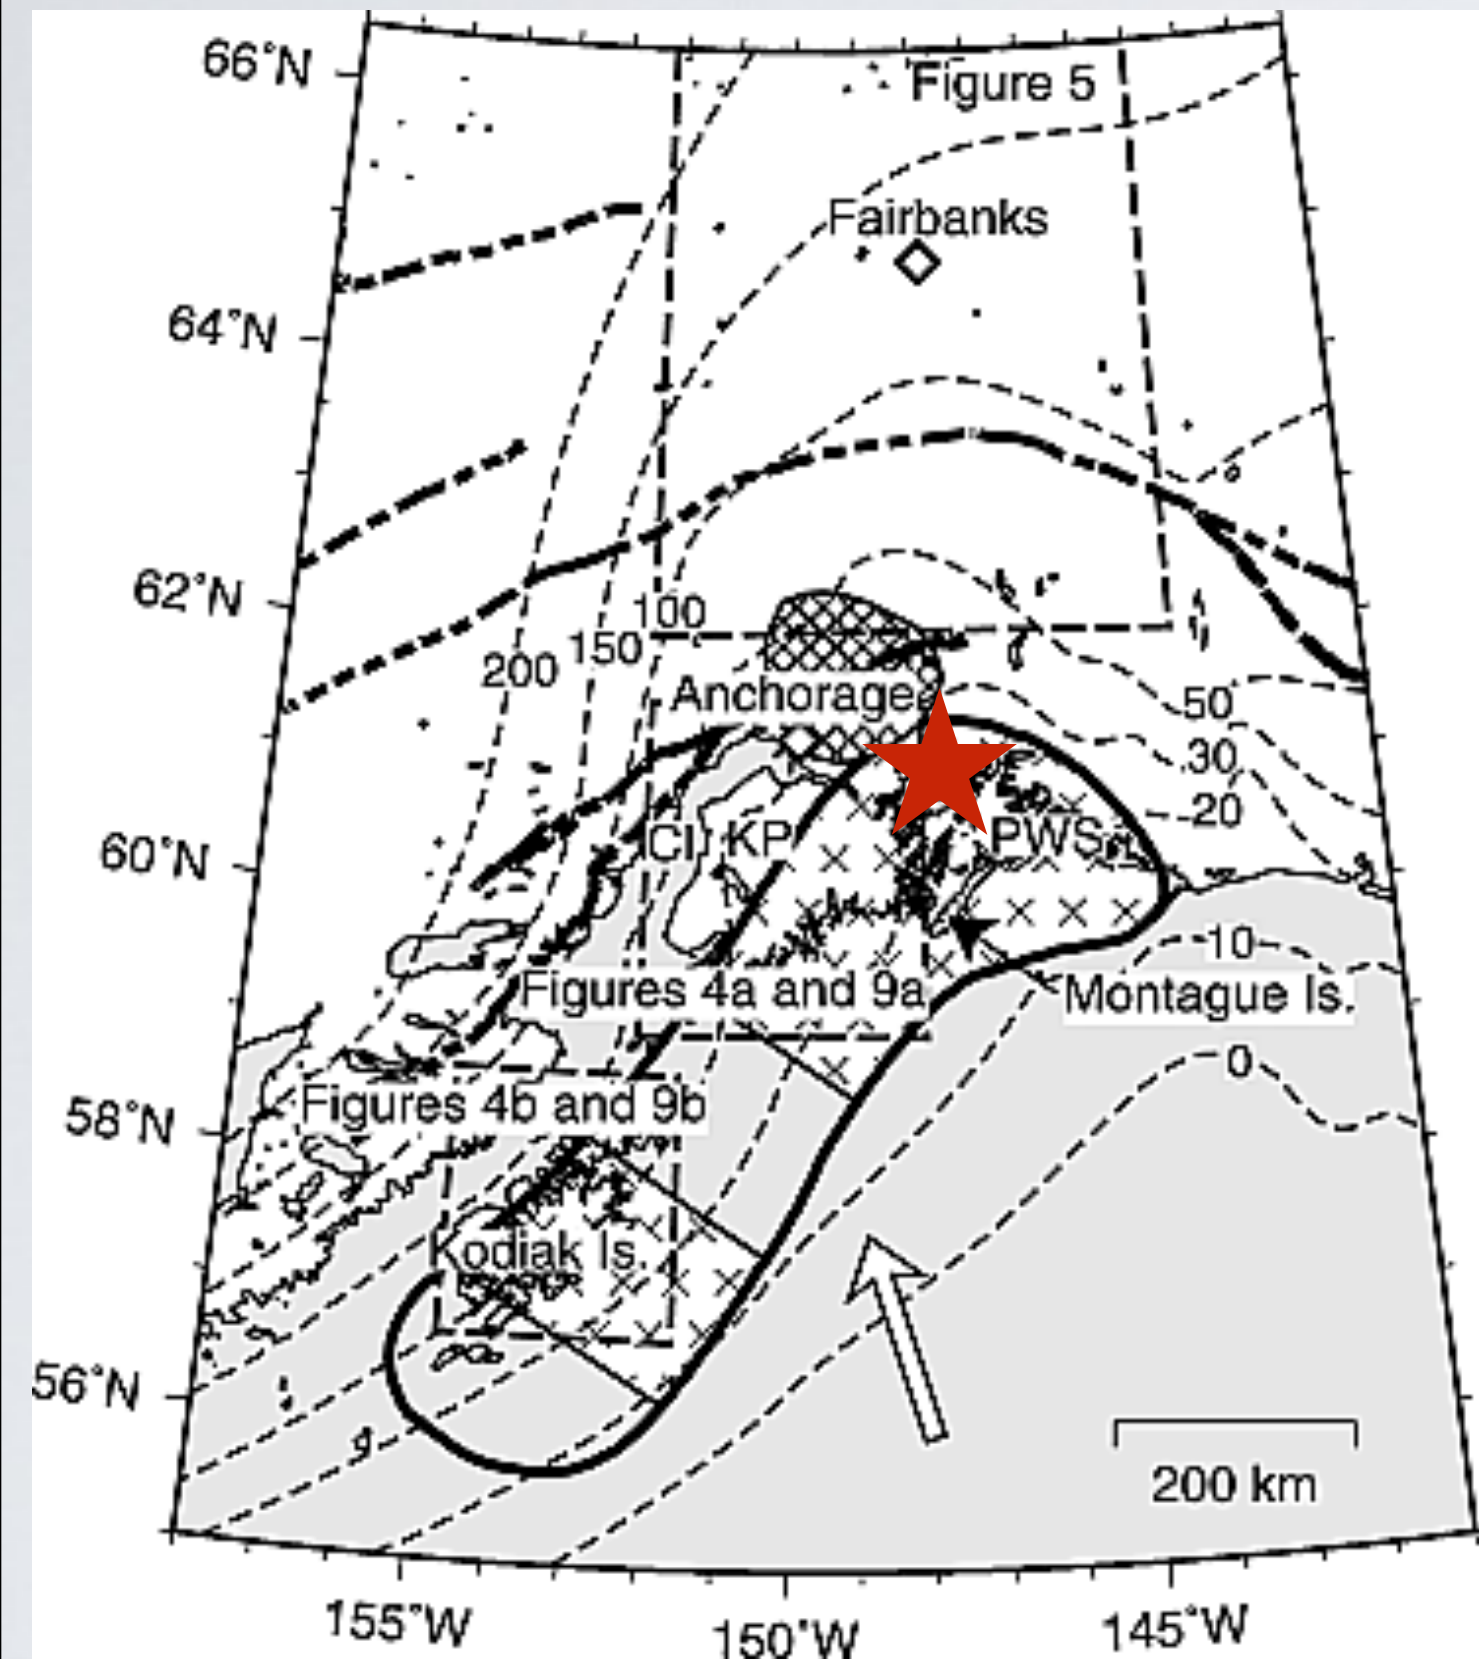 66°N
Figure 5
Fairbanks
64°N
62°N
100
150
200
Anchorage
50
30
20
CI
KP
PWS
60°N
10
Figures 4a and 9a
Montague Is.
0
Figures 4b and 9b
58°N
Kodiak Is.
56°N
200 km
155°W
150°W
145°W